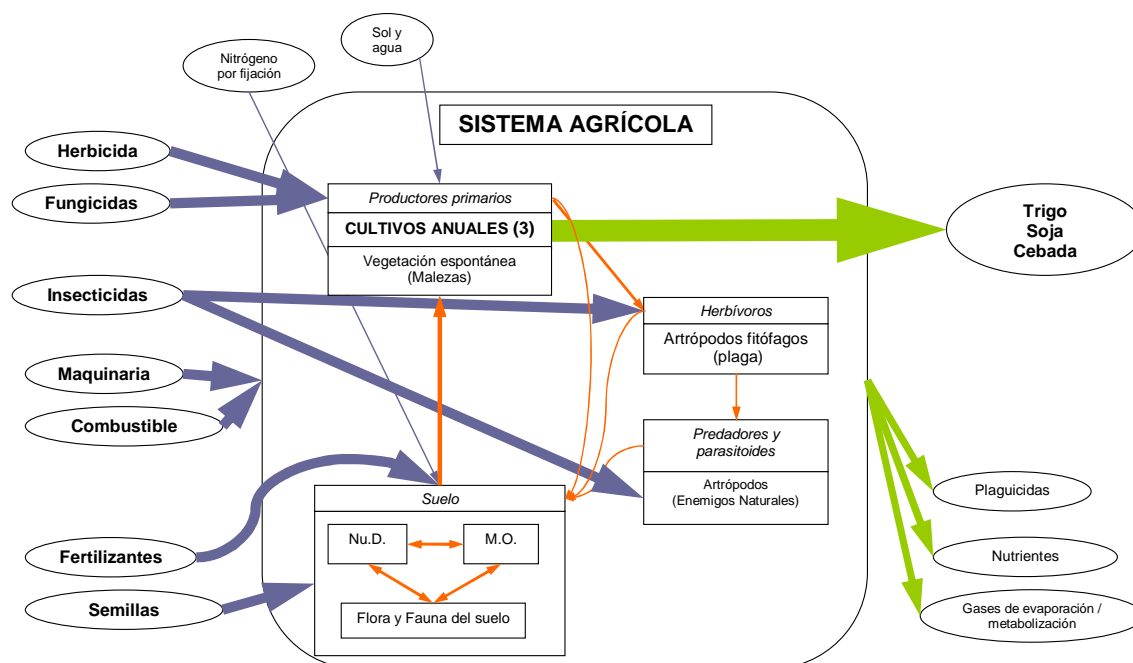 Sol y
agua
Nitrógeno
por fijación
SISTEMA AGRÍCOLA
Herbicida
Fungicidas
Insecticidas
Maquinaria
Combustible
Fertilizantes
Semillas
Productores primarios
CULTIVOS ANUALES (3)
Vegetación espontánea
(Malezas)
Herbívoros
Artrópodos fitófagos
(plaga)
Predadores y
parasitoides
Artrópodos
(Enemigos Naturales)
Suelo
Nu.D.
M.O.
Flora y Fauna del suelo
Trigo
Soja
Cebada
Plaguicidas
Nutrientes
Gases de evaporación /
metabolización